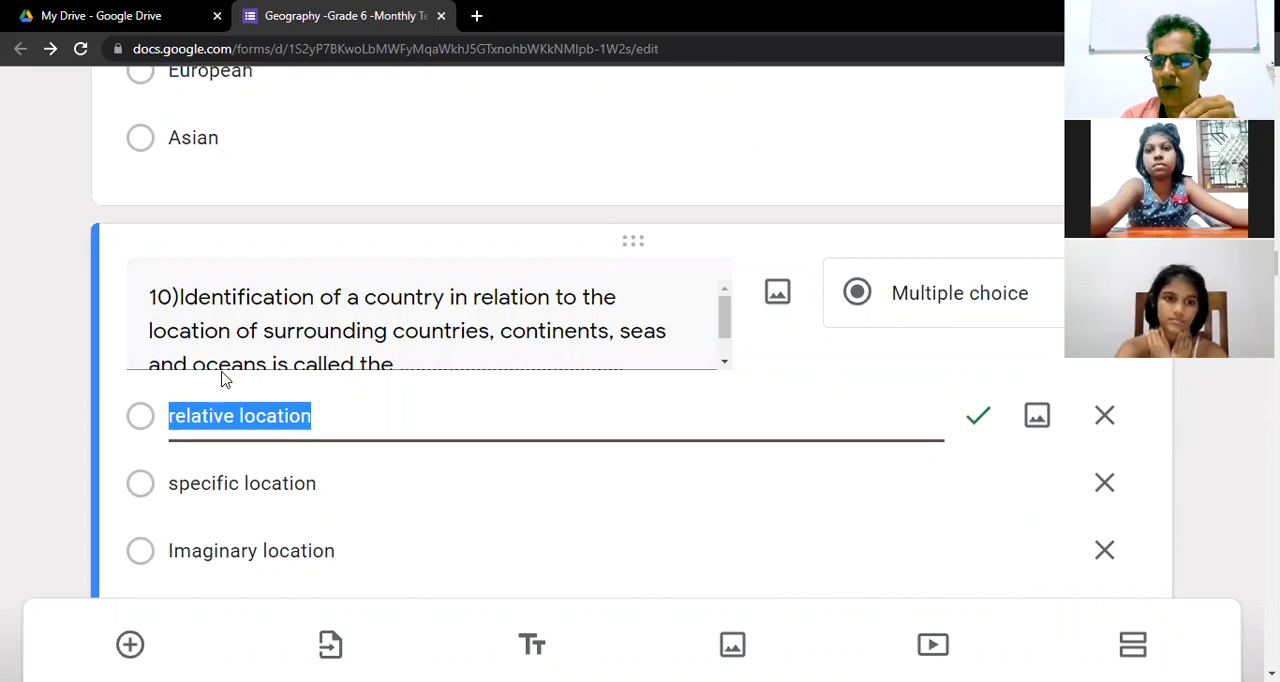 My Drive - Google Drive
Geography -Grade 6 -Monthly Te
docs.google.com/forms/d/1S2yP7BKwoLbMWFyMqaWkhJ5GTxnohbWKkNMIpb-1W2s/edit
European
Asian
10)Identification of a country in relation to the
location of surrounding countries, continents, seas
and oceans is called the ................................
Multiple choice
relative location
specific location
Imaginary location
Tt